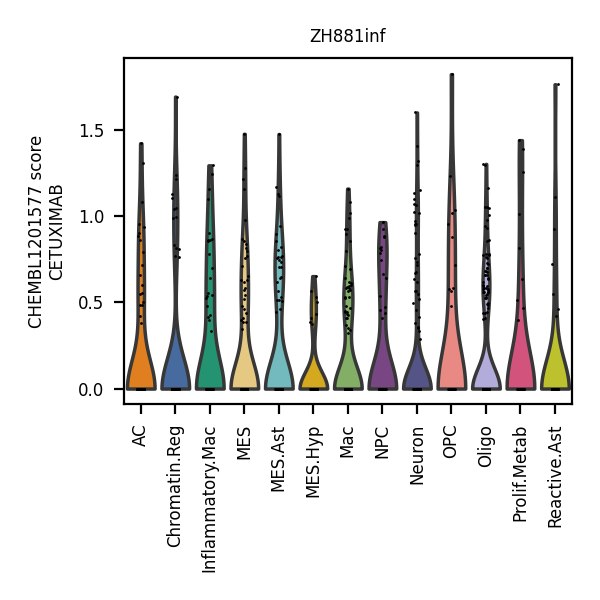 ZH881inf
CHEMBL1201577 score
CETUXIMAB
1.5
1.0
0.5
0.0
AC
Chromatin.Reg
Inflammatory.Mac
MES
MES.Ast
MES.Hyp
Mac
NPC
Neuron
OPC
Oligo
Prolif.Metab
Reactive.Ast